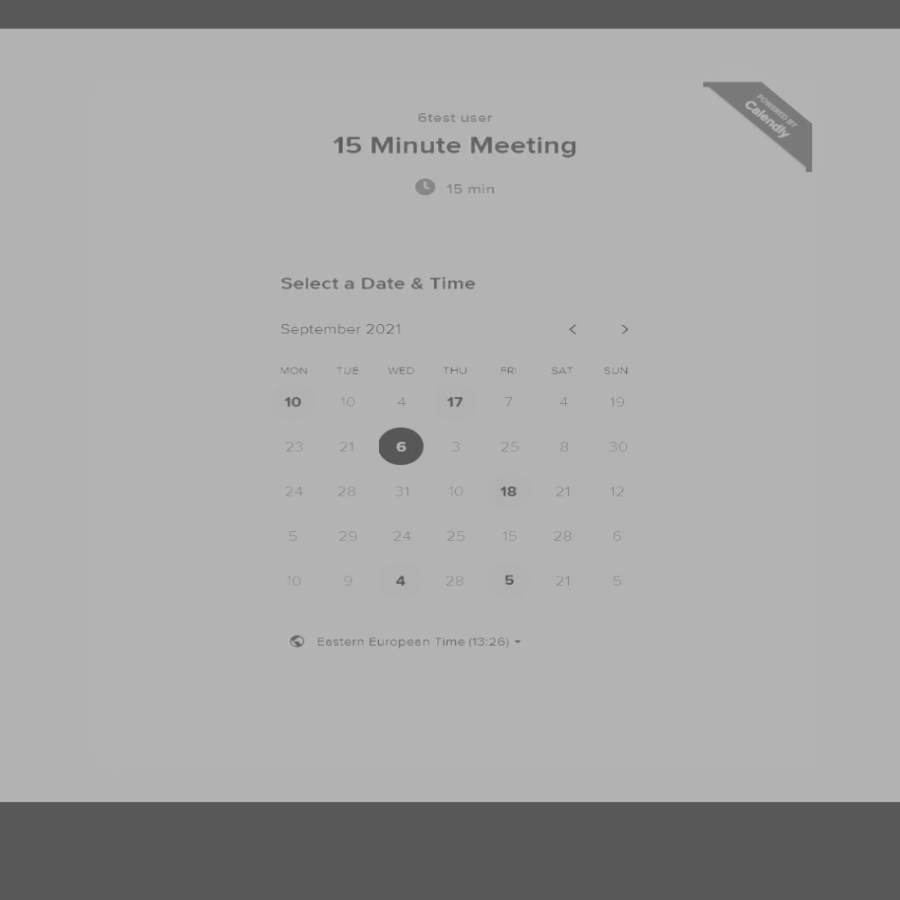 POWERED BY
Calendly
6test user
15 Minute Meeting
15 min
Select a Date & Time
September 2021
MON TUE WED THU FRI SAT SUN
10 10 4 17 7 4 19
23 21 6 3 25 8 30
24 28 31 10 18 21 12
5 29 24 25 15 28 6
10 9 4 28 5 21 5
Eastern European Time (13:26)